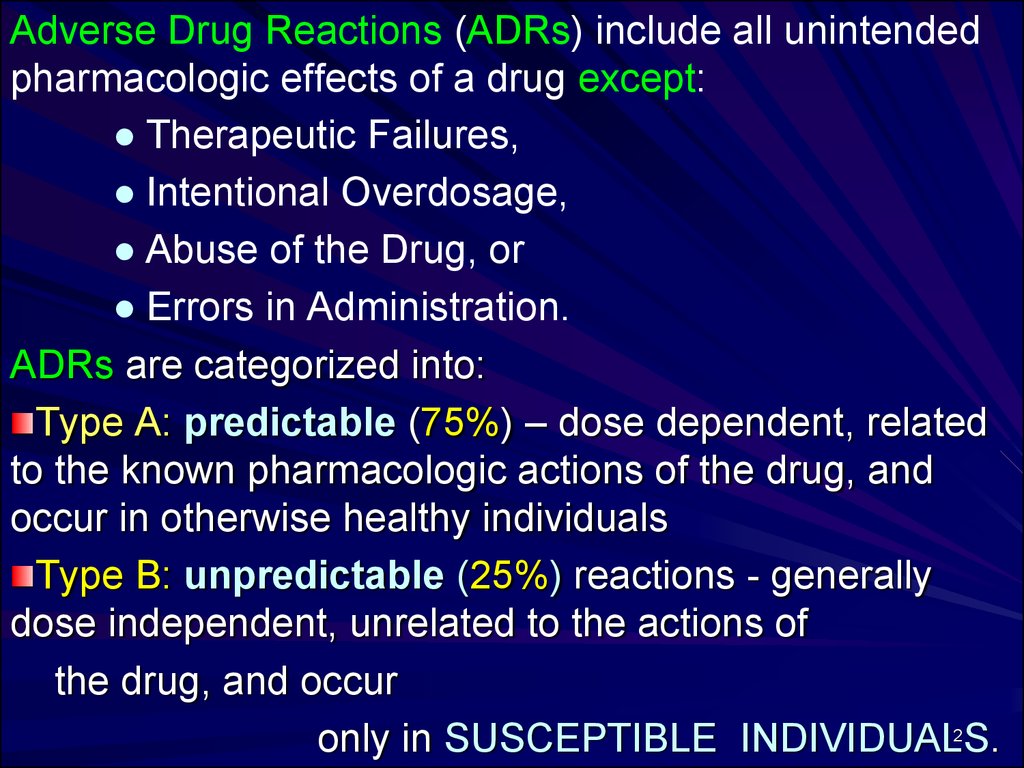 Adverse Drug Reactions (ADRs) include all unintended
pharmacologic effects of a drug except:
● Therapeutic Failures,
● Intentional Overdosage,
● Abuse of the Drug, or
● Errors in Administration.
ADRs are categorized into:
Type A: predictable (75%) – dose dependent, related
to the known pharmacologic actions of the drug, and
occur in otherwise healthy individuals
Type B: unpredictable (25%) reactions - generally
dose independent, unrelated to the actions of
the drug, and occur
only in SUSCEPTIBLE INDIVIDUALS.
2